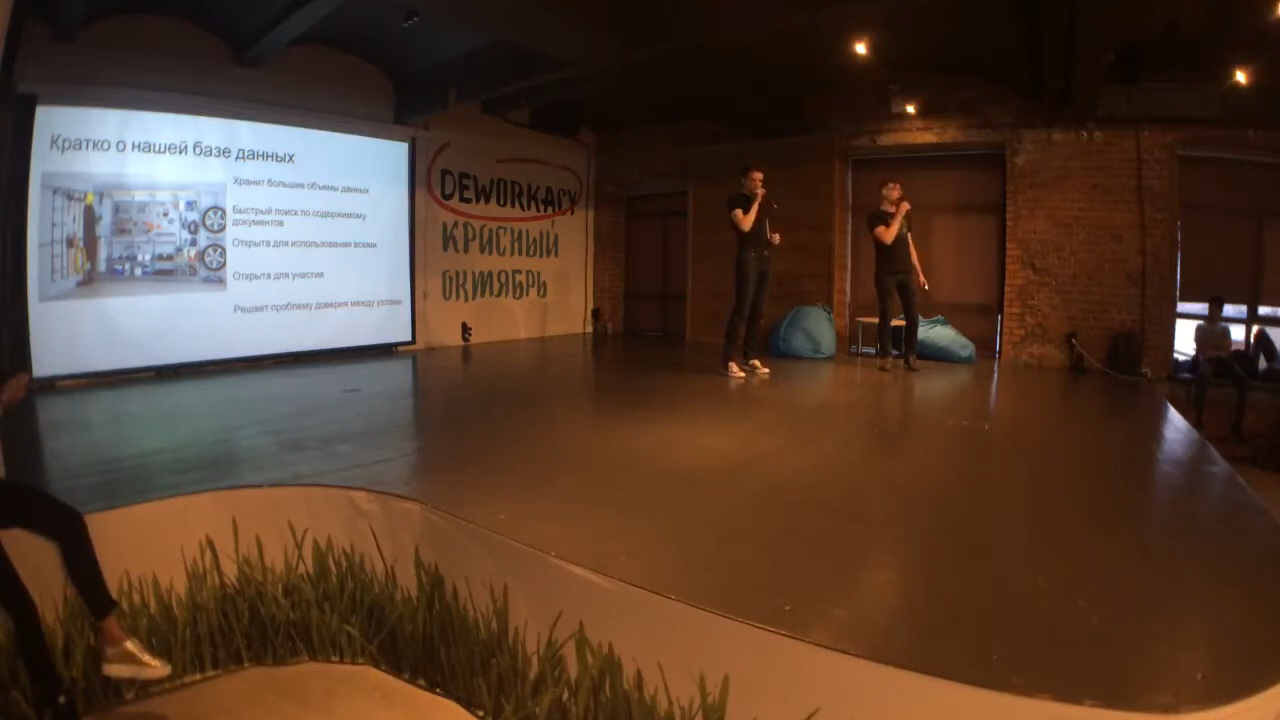 Кратко о нашей базе данных
Хранит большие объемы данных
Быстрый поиск по содержимому
документов
Открыта для использования всеми
Открыта для участия
Решает проблему доверия между узлами
DEWORKACY
КРАСНЫЙ
ОКТЯБРЬ